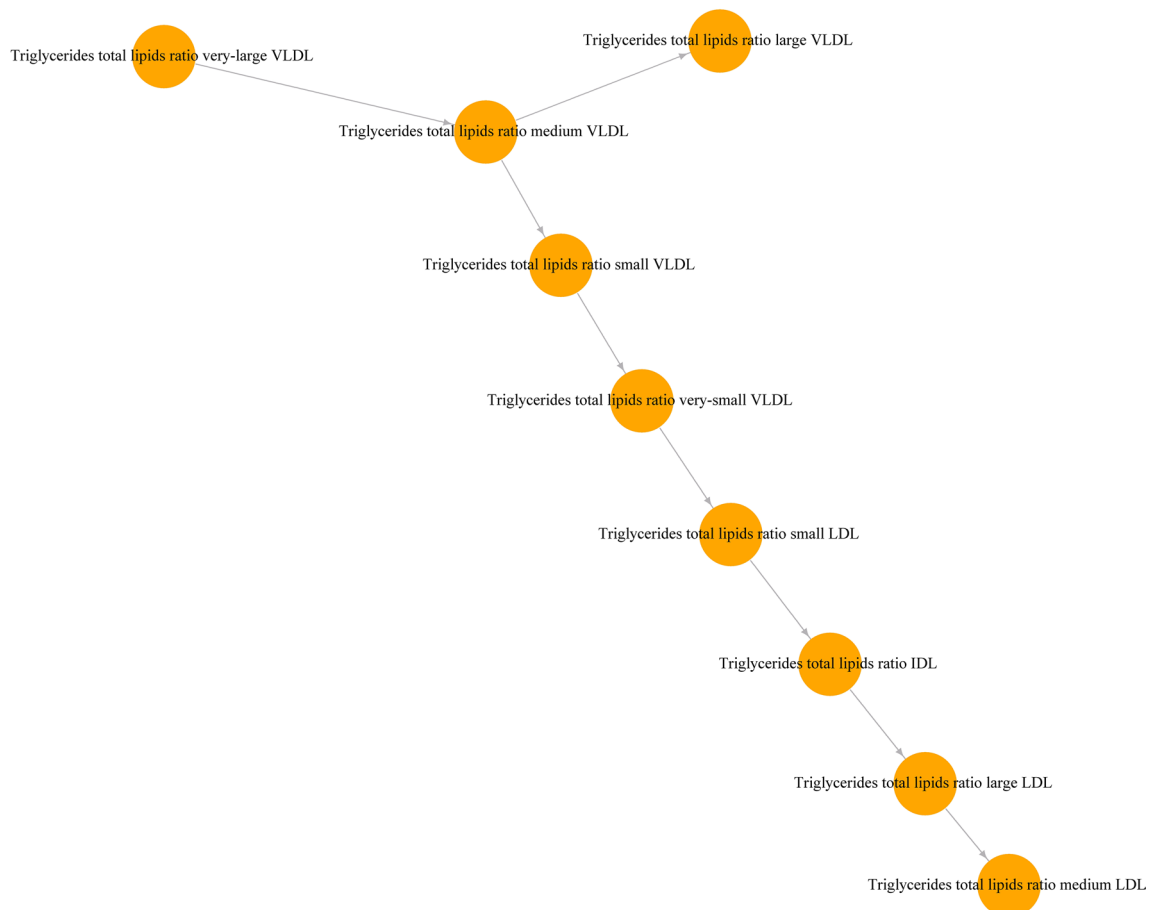 Triglycerides total lipids ratio large VLDL
Triglycerides total lipids ratio very-large VLDL
Triglycerides total lipids ratio medium VLDL
Triglycerides total lipids ratio small VLDL
Triglycerides total lipids ratio very-small VLDL
Triglycerides total lipids ratio small LDL
Triglycerides total lipids ratio IDL
Triglycerides total lipids ratio large LDL
Triglycerides total lipids ratio medium LDL